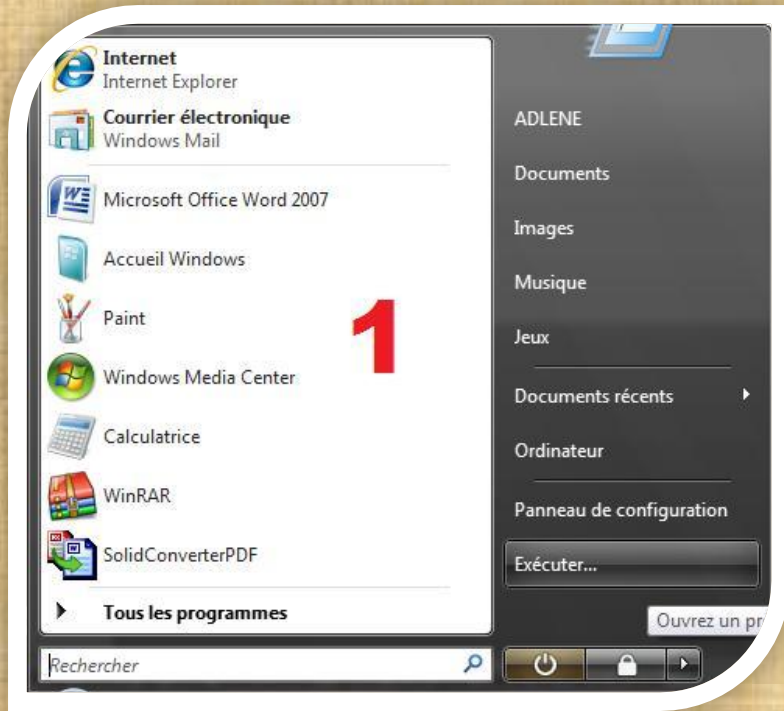 Internet
Internet Explorer
Courrier électronique
Windows Mail
Microsoft Office Word 2007
Accueil Windows
Paint
1
Windows Media Center
Calculatrice
WinRAR
SolidConverterPDF
Tous les programmes
Rechercher
ADLENE
Documents
Images
Musique
Jeux
Documents récents
Ordinateur
Panneau de configuration
Exécuter...
Ouvrez un